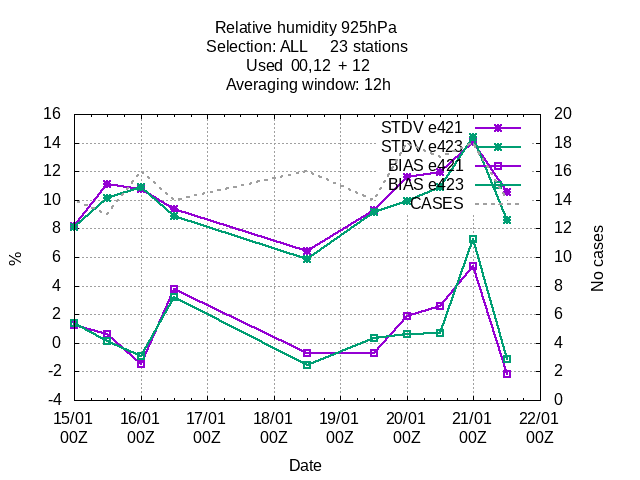 Relative humidity 925hPa
Selection: ALL 23 stations
Used 00,12 + 12
Averaging window: 12h
STDV e421
STDV e423
BIAS e421
BIAS e423
CASES
16
14
12
10
8
6
4
2
0
-2
-4
%
20
18
16
14
12
10
8
6
4
2
0
No cases
15/01 16/01 17/01 18/01 19/01 20/01 21/01 22/01
00Z 00Z 00Z 00Z 00Z 00Z 00Z 00Z
Date